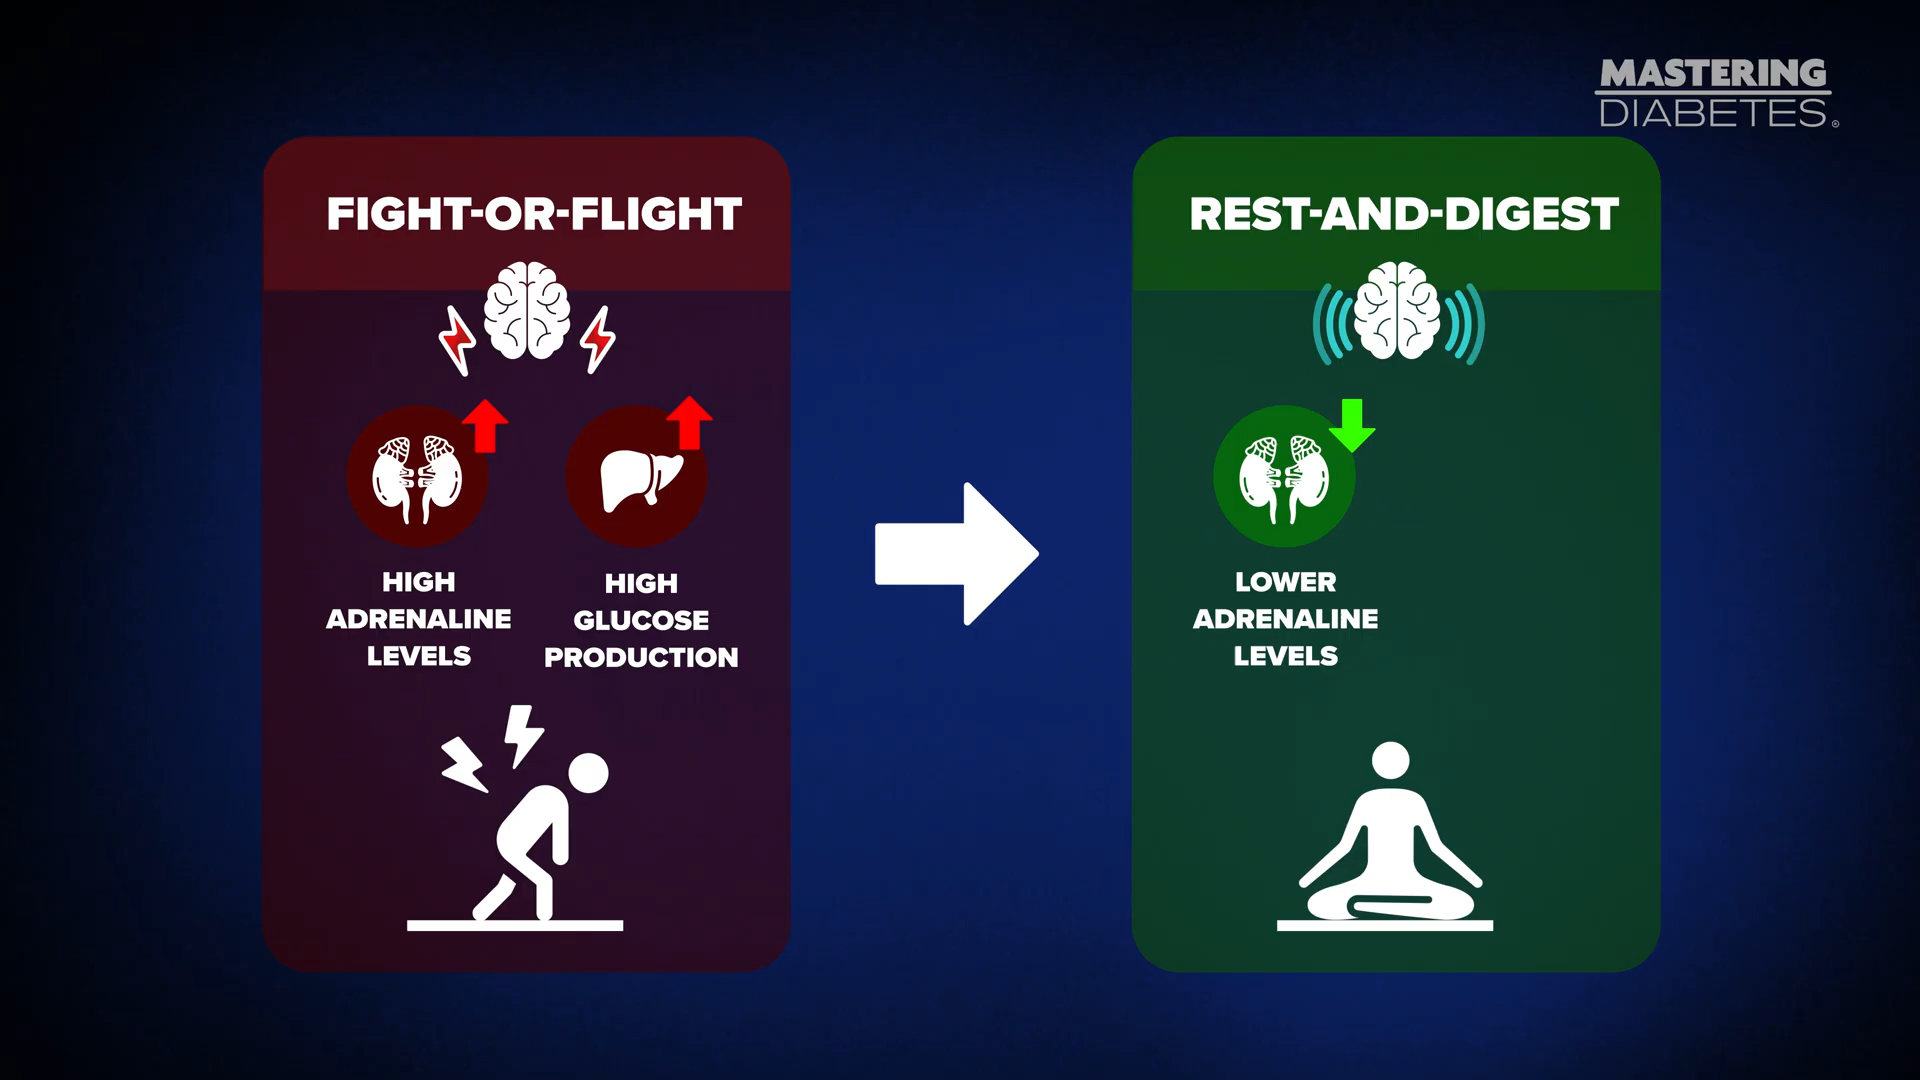 MASTERING
DIABETES®
FIGHT-OR-FLIGHT
HIGH
ADRENALINE
LEVELS
HIGH
GLUCOSE
PRODUCTION
REST-AND-DIGEST
LOWER
ADRENALINE
LEVELS